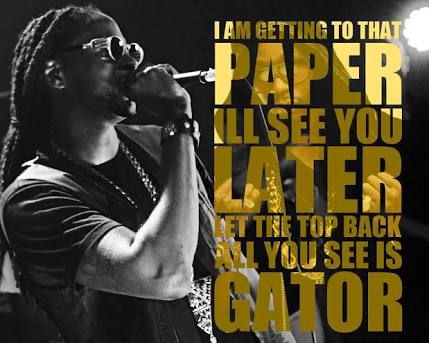 I AM GETTING TO THAT
PAPER
ILL SEE YOU
LATER
LET THE TOP BACK
ALL YOU SEE IS
GATOR